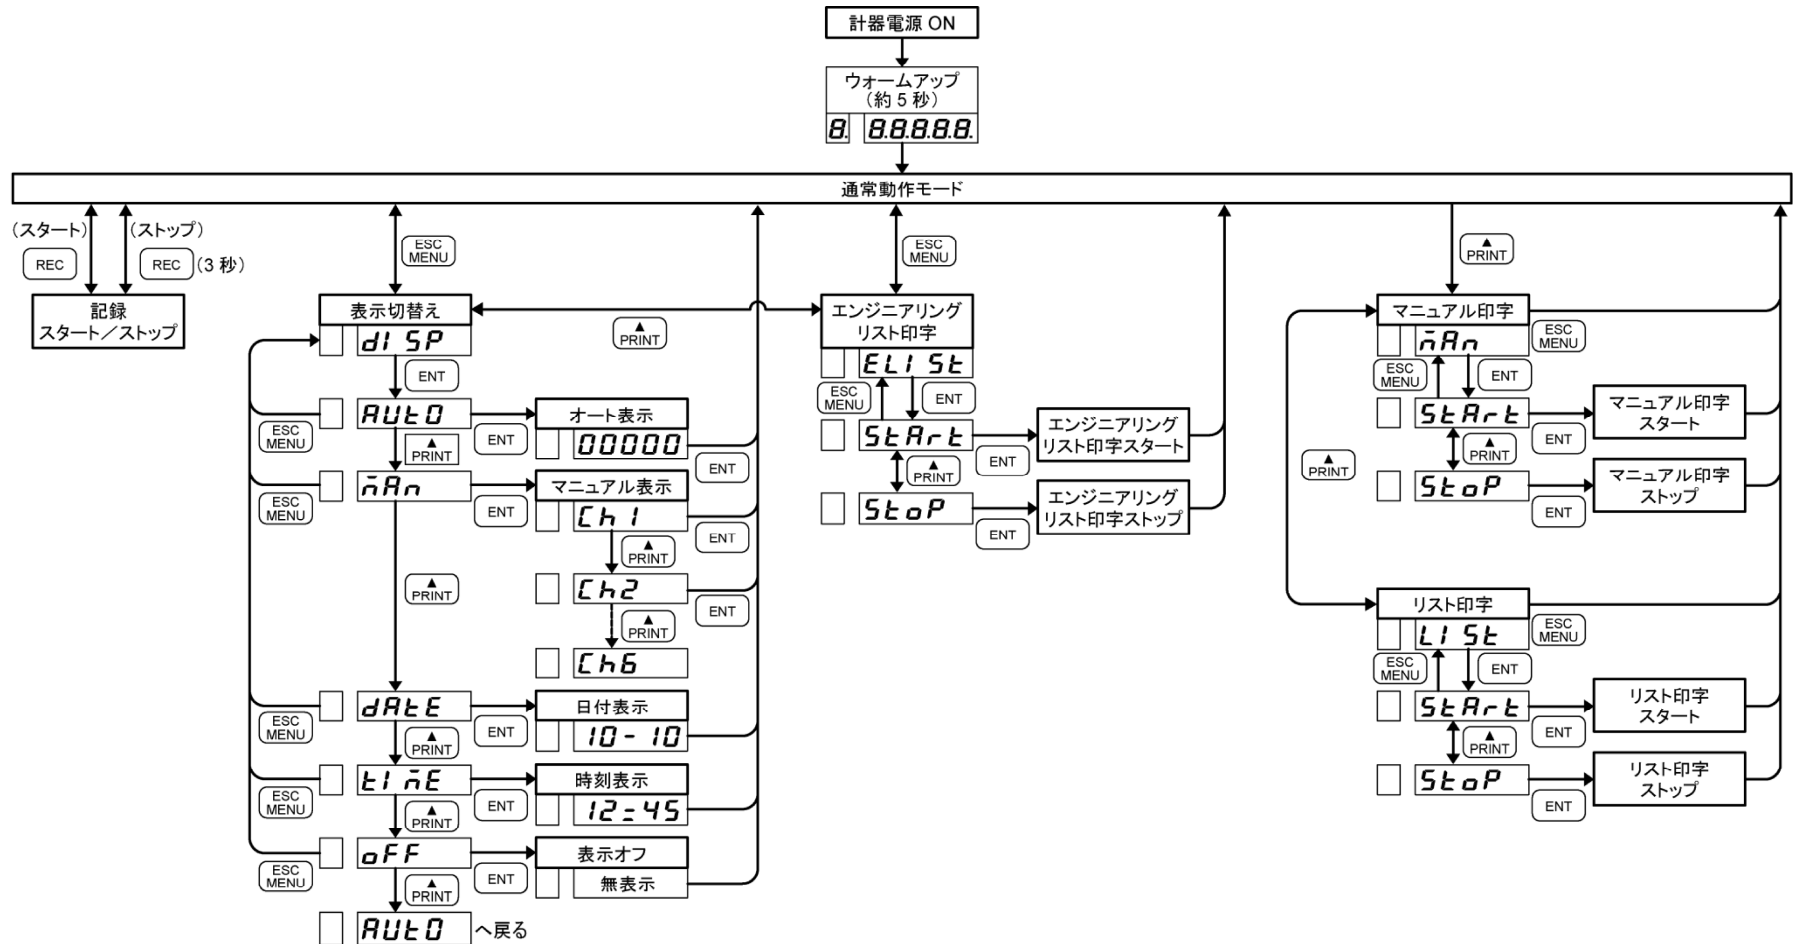 計器電源 ON
ウォームアップ
(約 5 秒)
8. 8.8.8.8.8.
通常動作モード
(スタート)
REC
(ストップ)
REC (3 秒)
記録
スタート/ストップ
ESC
MENU
表示切替え
dISP
ENT
▲
PRINT
AUtO
ESC
MENU
ENT
オート表示
00000
ENT
▲
PRINT
mAn
ESC
MENU
ENT
マニュアル表示
Ch1
ENT
▲
PRINT
Ch2
ENT
▲
PRINT
Ch6
▲
PRINT
dAtE
ESC
MENU
ENT
日付表示
10-10
▲
PRINT
tImE
ESC
MENU
ENT
時刻表示
12=45
▲
PRINT
oFF
ESC
MENU
ENT
表示オフ
無表示
▲
PRINT
AUtO へ戻る
ESC
MENU
エンジニアリング
リスト印字
ELISt
ESC
MENU
ENT
StArt
ENT
エンジニアリング
リスト印字スタート
▲
PRINT
StoP
ENT
エンジニアリング
リスト印字ストップ
▲
PRINT
マニュアル印字
mAn
ESC
MENU
ESC
MENU
ENT
StArt
ENT
マニュアル印字
スタート
▲
PRINT
StoP
ENT
マニュアル印字
ストップ
▲
PRINT
リスト印字
LISt
ESC
MENU
ESC
MENU
ENT
StArt
ENT
リスト印字
スタート
▲
PRINT
StoP
ENT
リスト印字
ストップ